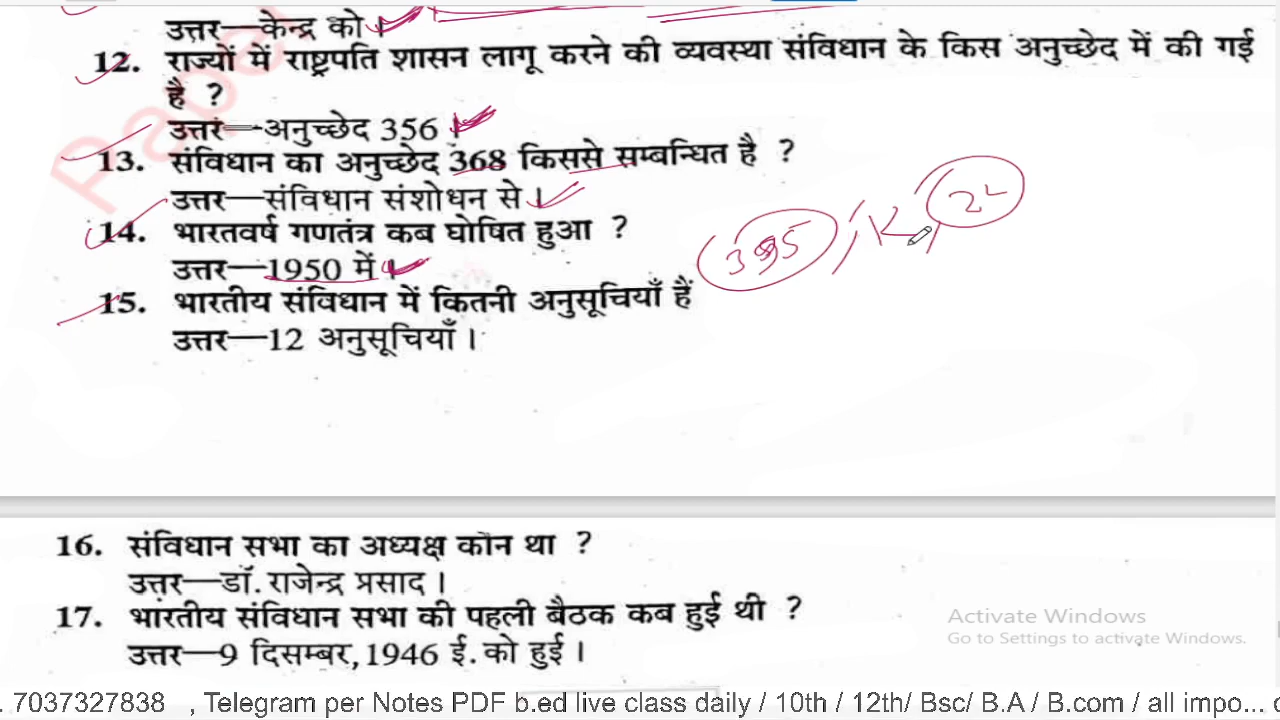 उत्तर—केन्द्र को।
12. राज्यों में राष्ट्रपति शासन लागू करने की व्यवस्था संविधान के किस अनुच्छेद में की गई
है ?
उत्तर—अनुच्छेद 356।
13. संविधान का अनुच्छेद 368 किससे सम्बन्धित है ?
उत्तर—संविधान संशोधन से।
14. भारतवर्ष गणतंत्र कब घोषित हुआ ?
उत्तर—1950 में।
395 22
15. भारतीय संविधान में कितनी अनुसूचियाँ हैं
उत्तर—12 अनुसूचियाँ।
16. संविधान सभा का अध्यक्ष कौन था ?
उत्तर—डॉ. राजेन्द्र प्रसाद।
17. भारतीय संविधान सभा की पहली बैठक कब हुई थी ?
उत्तर—9 दिसम्बर, 1946 ई. को हुई।
Activate Windows
Go to Settings to activate Windows.
. 7037327838 , Telegram per Notes PDF b.ed live class daily / 10th / 12th/ Bsc/ B.A / B.com / all impo...